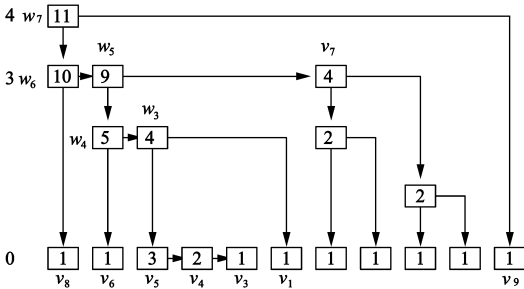 4 w₇ 11
w₅ v₇
3 w₆ 10 9 4
w₃
w₄ 5 4 2
2
0 1 1 3 2 1 1 1 1 1 1 1
v₈ v₆ v₅ v₄ v₃ v₁ v₉